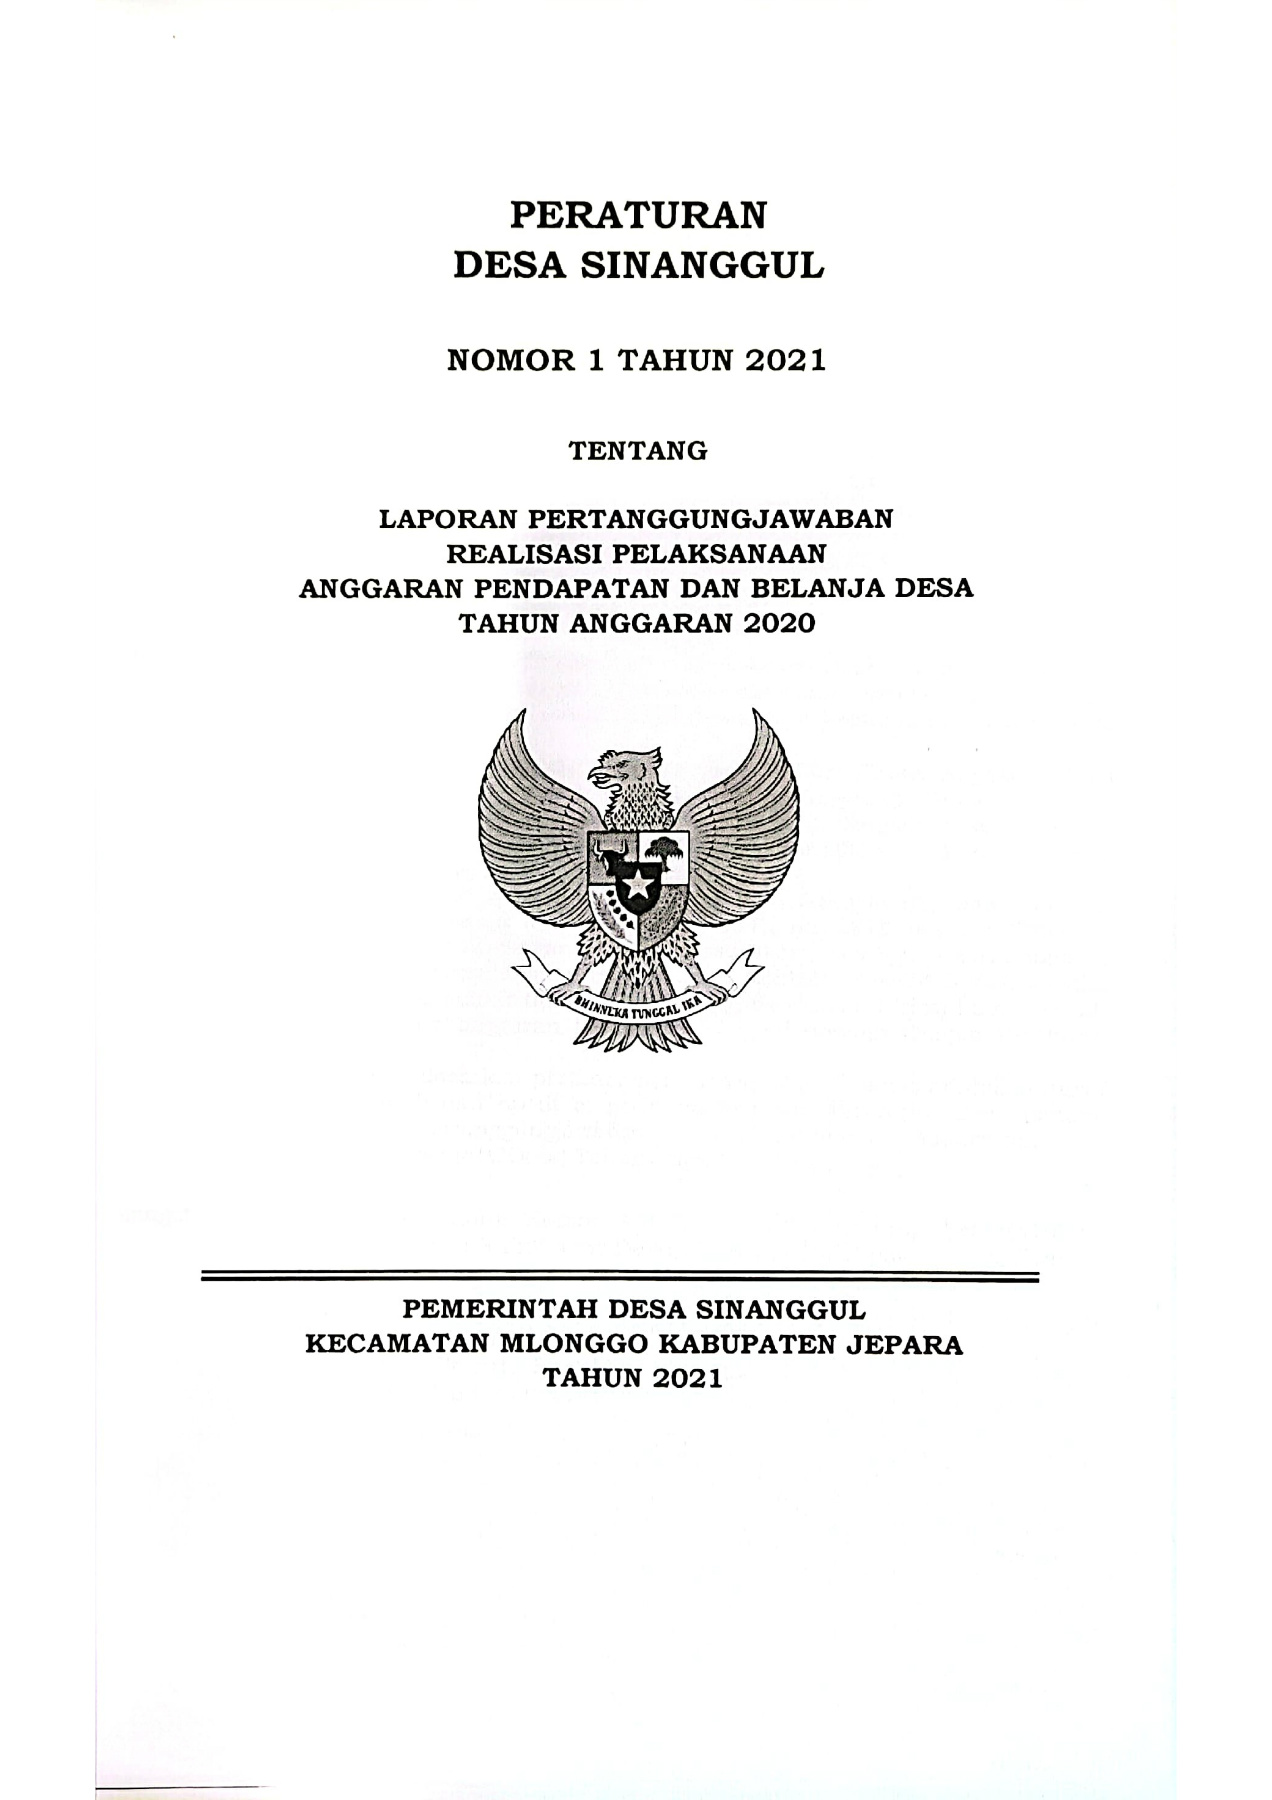 PERATURAN
DESA SINANGGUL
NOMOR 1 TAHUN 2021
TENTANG
LAPORAN PERTANGGUNGJAWABAN
REALISASI PELAKSANAAN
ANGGARAN PENDAPATAN DAN BELANJA DESA
TAHUN ANGGARAN 2020
BHINNEKA TUNGGAL IKA
PEMERINTAH DESA SINANGGUL
KECAMATAN MLONGGO KABUPATEN JEPARA
TAHUN 2021